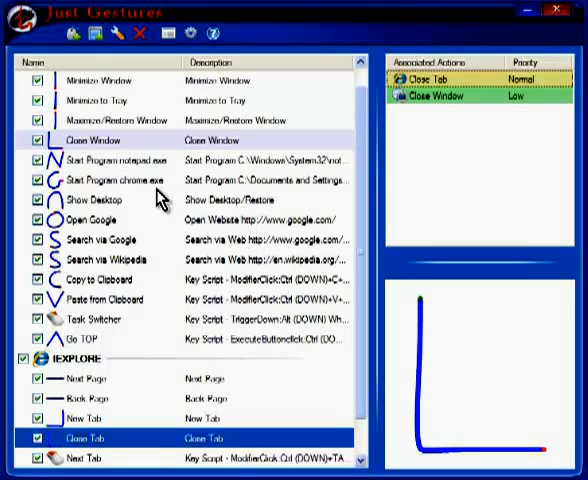 Just Gestures
Name Description
Minimize Window Minimize Window
Minimize to Tray Minimize to Tray
Maximize/Restore Window Maximize/Restore Window
Close Window Close Window
Start Program notepad.exe Start Program C:\Windows\System32\not...
Start Program chrome.exe Start Program C:\Documents and Settings...
Show Desktop Show Desktop/Restore
Open Google Open Website http://www.google.com/
Search via Google Search via Web http://www.google.com/...
Search via Wikipedia Search via Web http://en.wikipedia.org/...
Copy to Clipboard Key Script - ModifierClick:Ctrl (DOWN)+C+...
Paste from Clipboard Key Script - ModifierClick:Ctrl (DOWN)+V+...
Task Switcher Key Script - TriggerDown:Alt (DOWN) Wh...
Go TOP Key Script - ExecuteButtonclick:Ctrl (DO...
IEXPLORE
Next Page Next Page
Back Page Back Page
New Tab New Tab
Close Tab Close Tab
Next Tab Key Script - ModifierClick:Ctrl (DOWN)+TA...
Associated Actions Priority
Close Tab Normal
Close Window Low